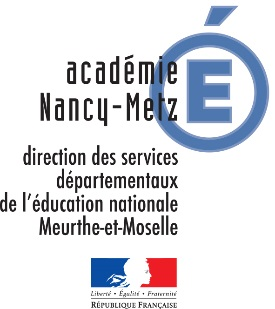 académie
Nancy-Metz
É
direction des services
départementaux
de l'éducation nationale
Meurthe-et-Moselle
Liberté • Égalité • Fraternité
RÉPUBLIQUE FRANÇAISE